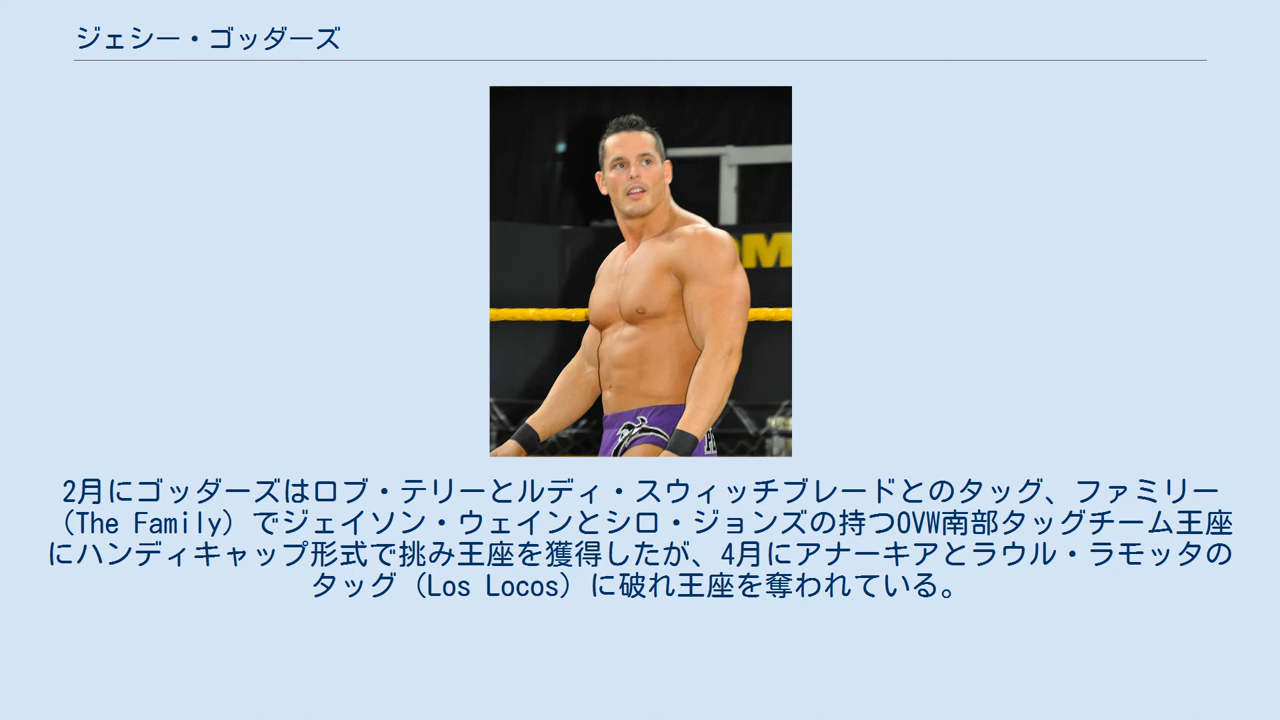 ジェシー・ゴッダーズ
2月にゴッダーズはロブ・テリーとルディ・スウィッチブレードとのタッグ、ファミリー
（The Family）でジェイソン・ウェインとシロ・ジョンズの持つOVW南部タッグチーム王座
にハンディキャップ形式で挑み王座を獲得したが、4月にアナーキアとラウル・ラモッタの
タッグ（Los Locos）に破れ王座を奪われている。